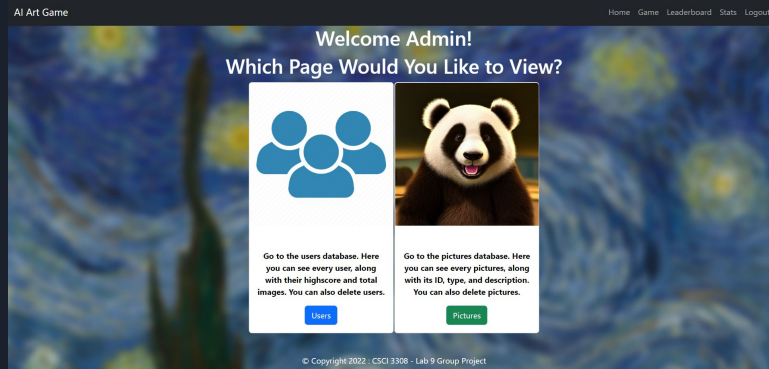 AI Art Game
Home Game Leaderboard Stats Logout
Welcome Admin!
Which Page Would You Like to View?
Go to the users database. Here
you can see every user, along
with their highscore and total
images. You can also delete users.
Users
Go to the pictures database. Here
you can see every pictures, along
with its ID, type, and description.
You can also delete pictures.
Pictures
© Copyright 2022 : CSCI 3308 - Lab 9 Group Project